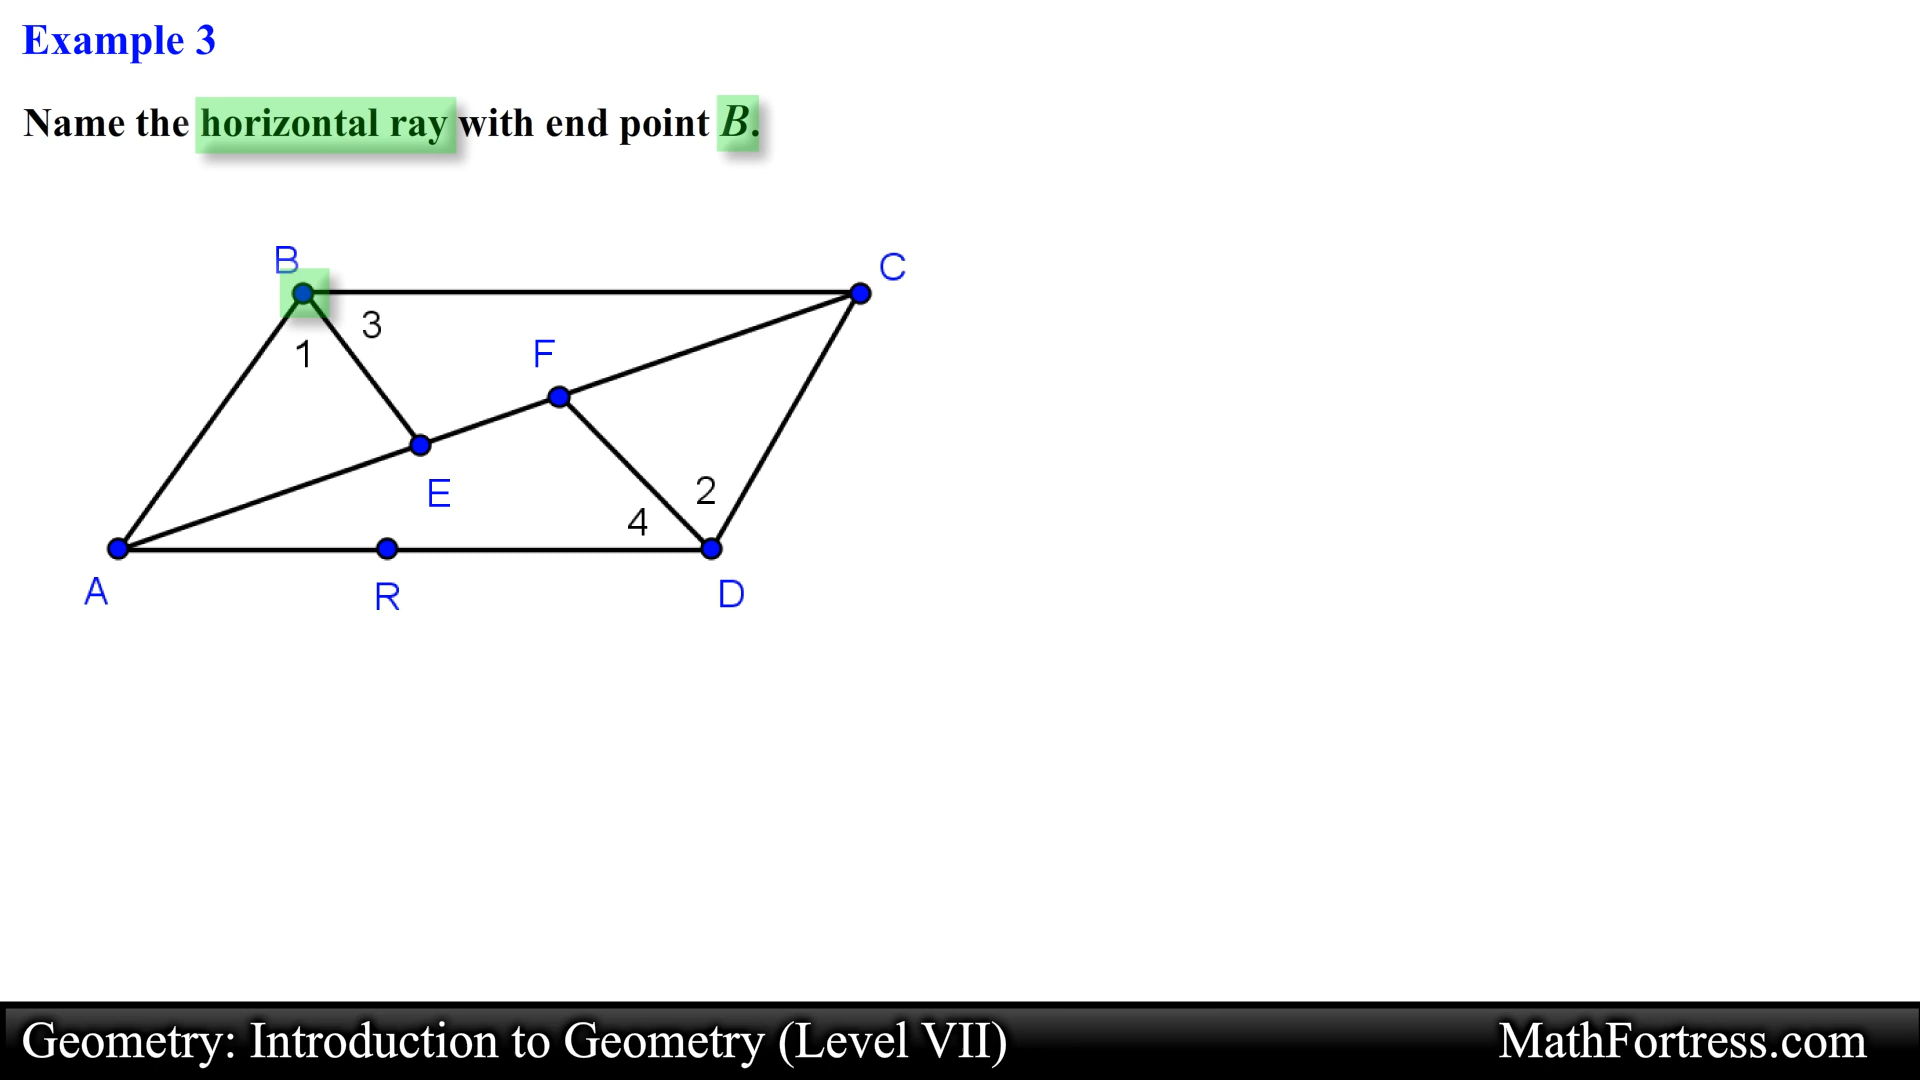 Example 3
Name the horizontal ray with end point B.
B
C
3
1
F
E
2
4
A
R
D
Geometry: Introduction to Geometry (Level VII)
MathFortress.com